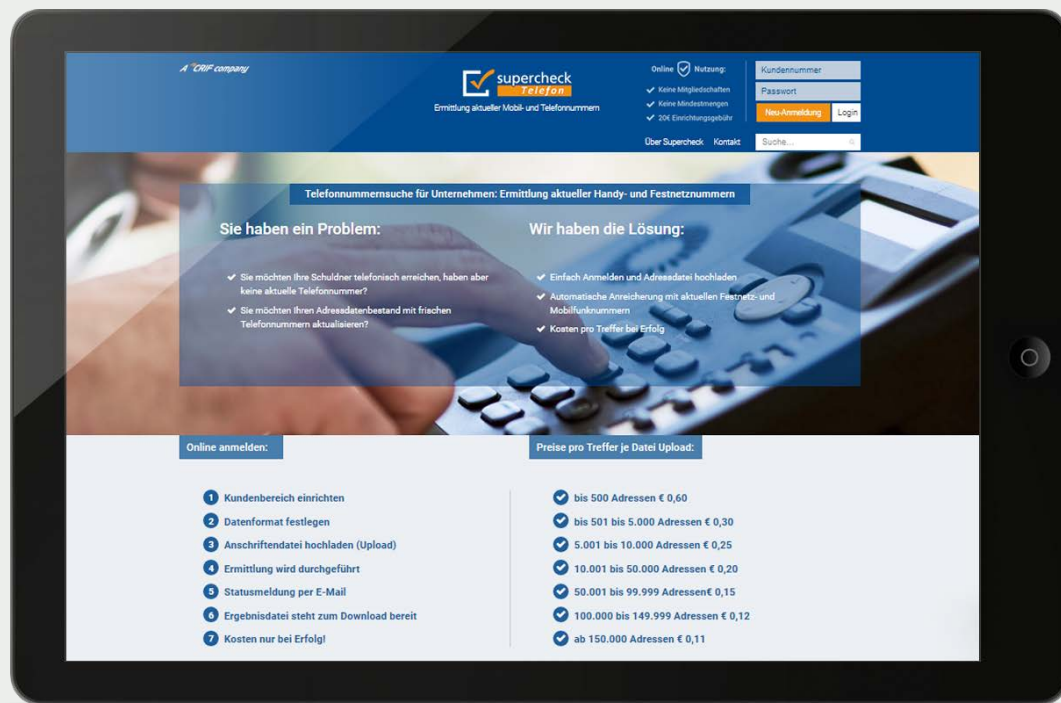 A CRIF company
supercheck
Telefon
Ermittlung aktueller Mobil- und Telefonnummern
Online Nutzung:
Keine Mitgliedschaften
Keine Mindestmengen
20€ Einrichtungsgebühr
Kundennummer
Passwort
Neu-Anmeldung Login
Über Supercheck Kontakt Suche...
Telefonnummernsuche für Unternehmen: Ermittlung aktueller Handy- und Festnetznummern
Sie haben ein Problem:
Sie möchten Ihre Schuldner telefonisch erreichen, haben aber
keine aktuelle Telefonnummer?
Sie möchten Ihren Adressdatenbestand mit frischen
Telefonnummern aktualisieren?
Wir haben die Lösung:
Einfach Anmelden und Adressdatei hochladen
Automatische Anreicherung mit aktuellen Festnetz- und
Mobilfunknummern
Kosten pro Treffer bei Erfolg
Online anmelden:
1 Kundenbereich einrichten
2 Datenformat festlegen
3 Anschriftendatei hochladen (Upload)
4 Ermittlung wird durchgeführt
5 Statusmeldung per E-Mail
6 Ergebnisdatei steht zum Download bereit
7 Kosten nur bei Erfolg!
Preise pro Treffer je Datei Upload:
bis 500 Adressen € 0,60
bis 501 bis 5.000 Adressen € 0,30
5.001 bis 10.000 Adressen € 0,25
10.001 bis 50.000 Adressen € 0,20
50.001 bis 99.999 Adressen€ 0,15
100.000 bis 149.999 Adressen € 0,12
ab 150.000 Adressen € 0,11